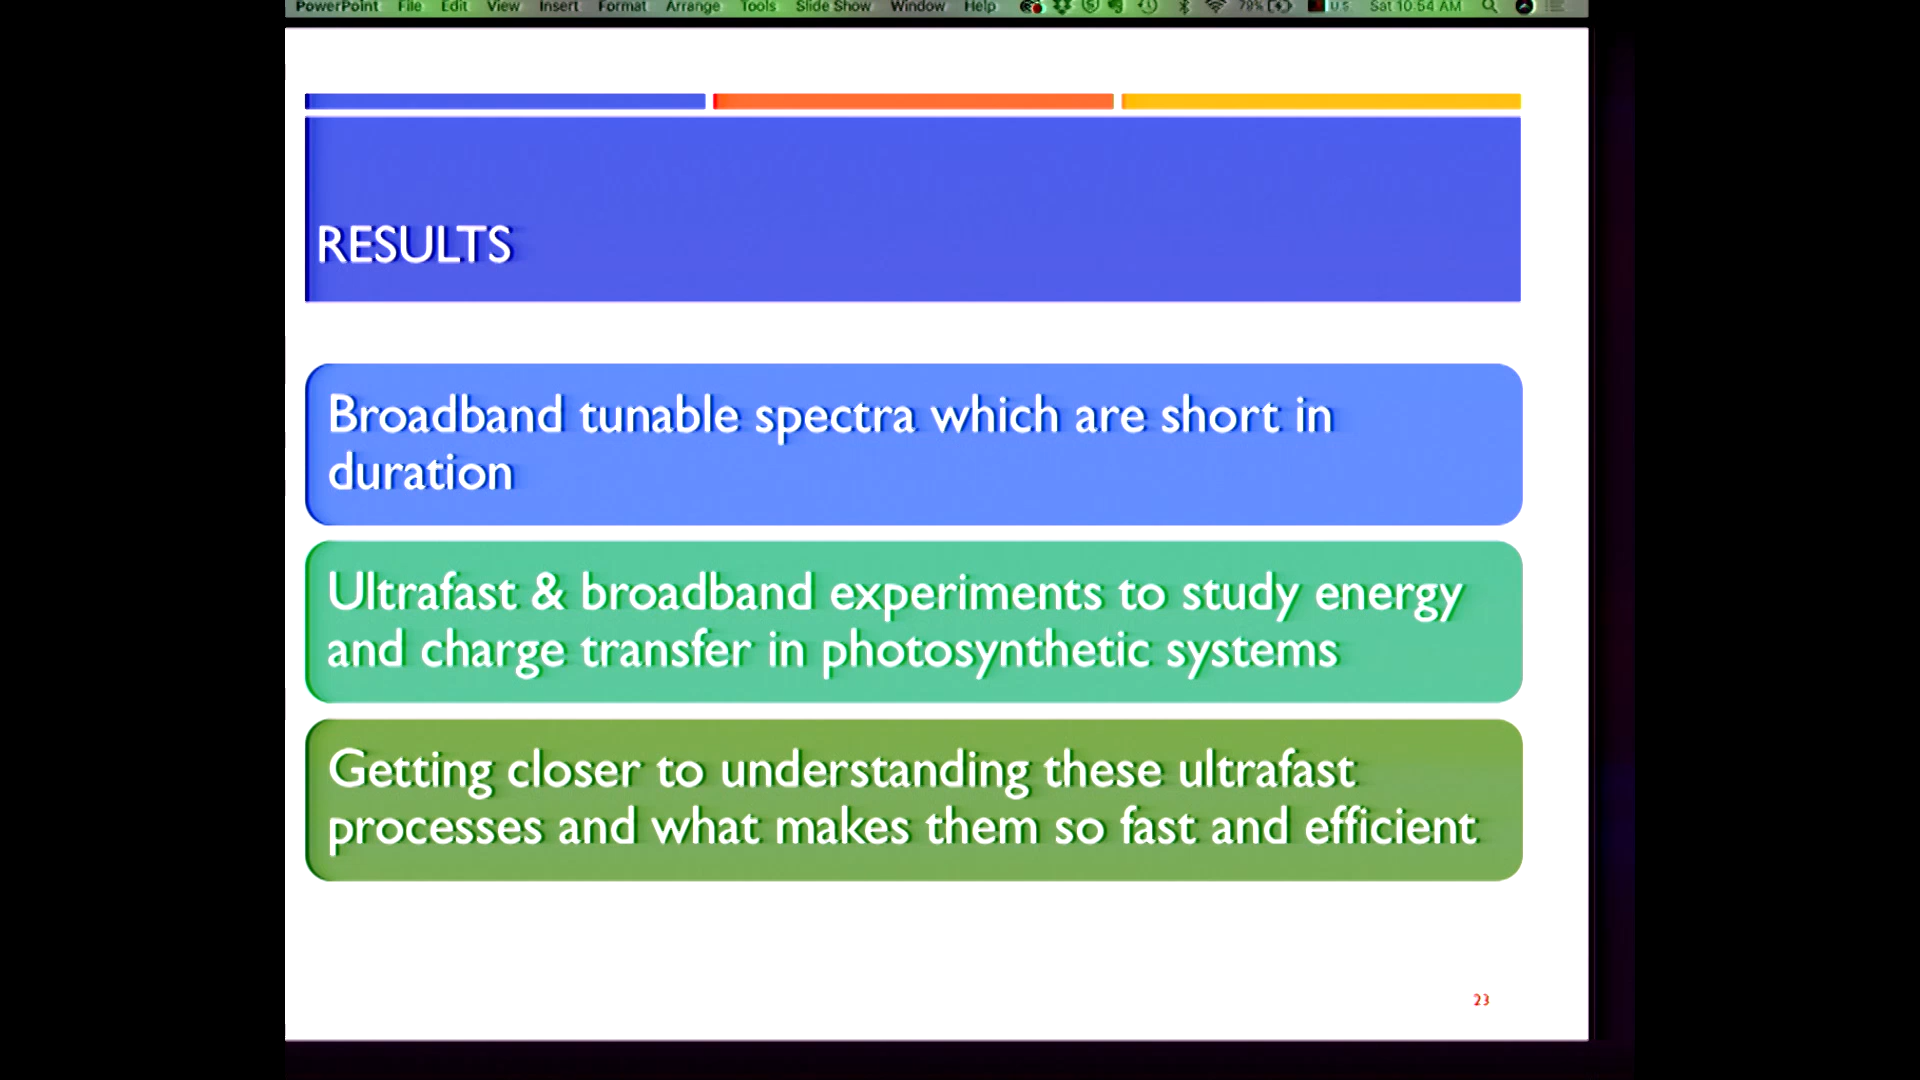 PowerPoint File Edit View Insert Format Arrange Tools Slide Show Window Help 79% U.S. Sat 10:54 AM
RESULTS
Broadband tunable spectra which are short in
duration
Ultrafast & broadband experiments to study energy
and charge transfer in photosynthetic systems
Getting closer to understanding these ultrafast
processes and what makes them so fast and efficient
23